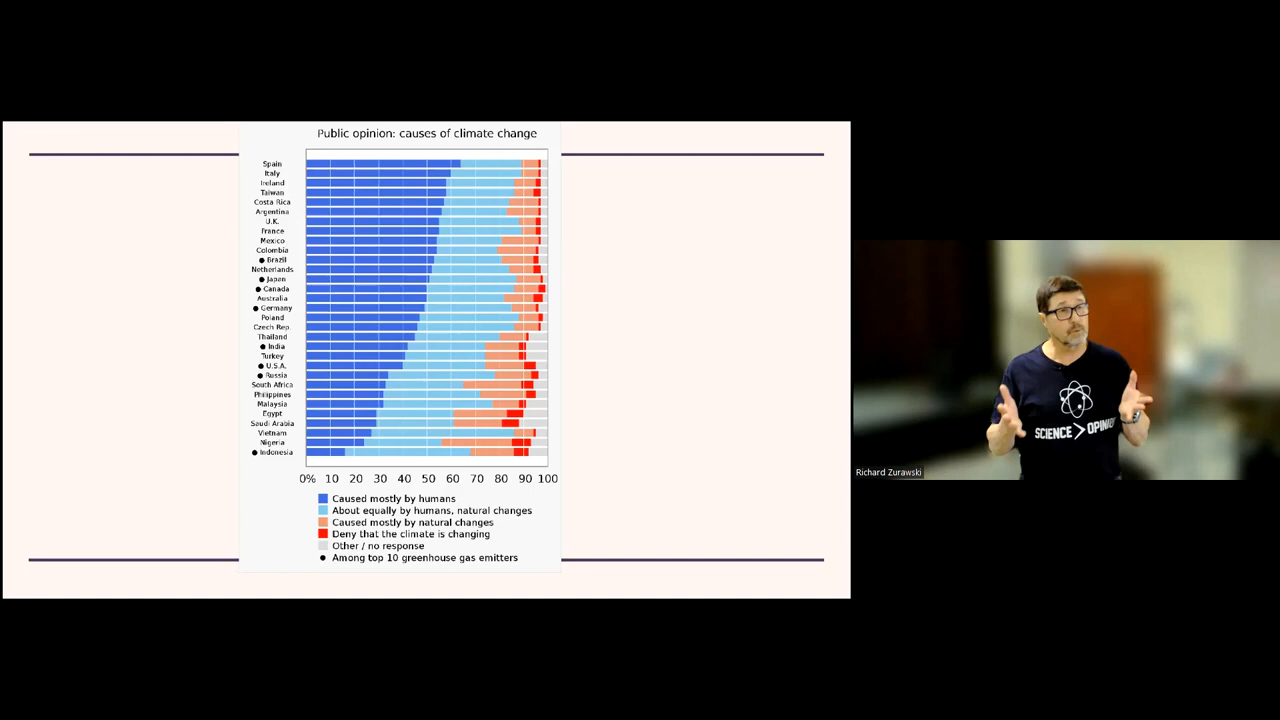 Public opinion: causes of climate change
Spain
Italy
Ireland
Taiwan
Costa Rica
Argentina
U.K.
France
Mexico
Colombia
● Brazil
Netherlands
● Japan
● Canada
Australia
● Germany
Poland
Czech Rep.
Thailand
● India
Turkey
● U.S.A.
● Russia
South Africa
Philippines
Malaysia
Egypt
Saudi Arabia
Vietnam
Nigeria
● Indonesia
0% 10 20 30 40 50 60 70 80 90 100
Caused mostly by humans
About equally by humans, natural changes
Caused mostly by natural changes
Deny that the climate is changing
Other / no response
● Among top 10 greenhouse gas emitters
SCIENCE > OPINION
Richard Zurawski